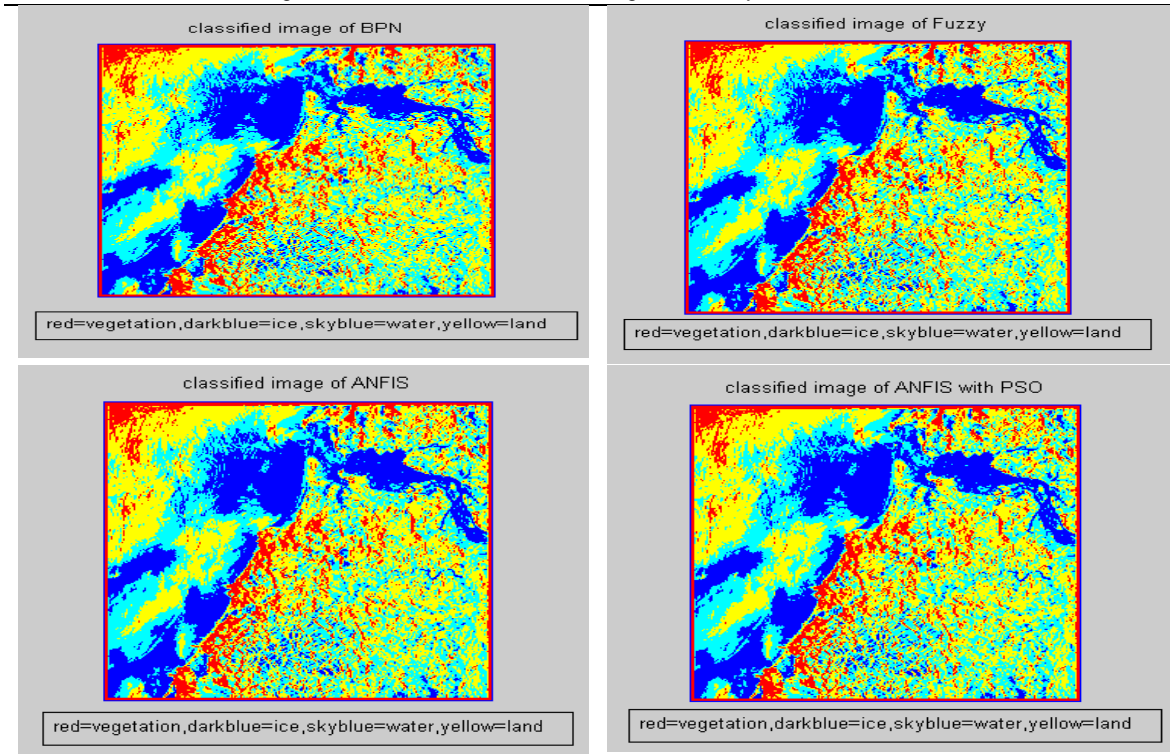 classified image of BPN
red=vegetation,darkblue=ice,skyblue=water,yellow=land
classified image of Fuzzy
red=vegetation,darkblue=ice,skyblue=water,yellow=land
classified image of ANFIS
red=vegetation,darkblue=ice,skyblue=water,yellow=land
classified image of ANFIS with PSO
red=vegetation,darkblue=ice,skyblue=water,yellow=land